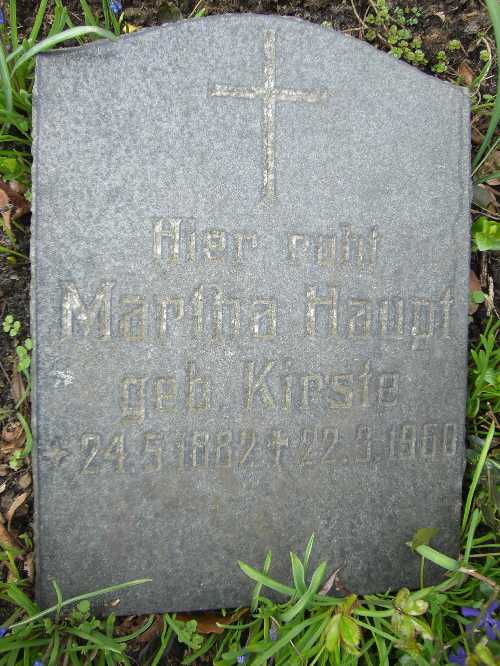 Hier ruht
Martha Haupt
geb. Kirste
* 24.5.1882 † 22.3.1960